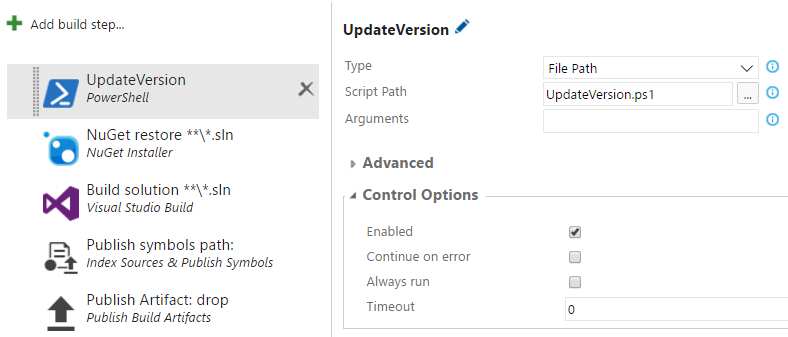 Add build step...
UpdateVersion
PowerShell
NuGet restore **\*.sln
NuGet Installer
Build solution **\*.sln
Visual Studio Build
Publish symbols path:
Index Sources & Publish Symbols
Publish Artifact: drop
Publish Build Artifacts
UpdateVersion
Type File Path
Script Path UpdateVersion.ps1 ...
Arguments
Advanced
Control Options
Enabled
Continue on error
Always run
Timeout 0